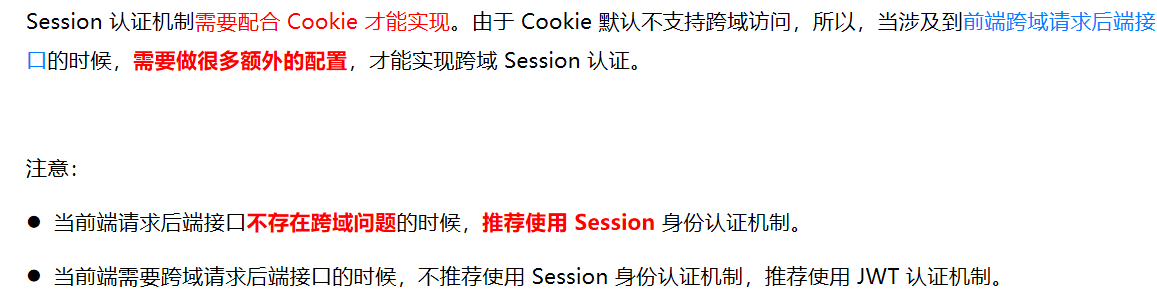 Session 认证机制需要配合 Cookie 才能实现。由于 Cookie 默认不支持跨域访问，所以，当涉及到前端跨域请求后端接
口的时候，需要做很多额外的配置，才能实现跨域 Session 认证。
注意：
● 当前端请求后端接口不存在跨域问题的时候，推荐使用 Session 身份认证机制。
● 当前端需要跨域请求后端接口的时候，不推荐使用 Session 身份认证机制，推荐使用 JWT 认证机制。